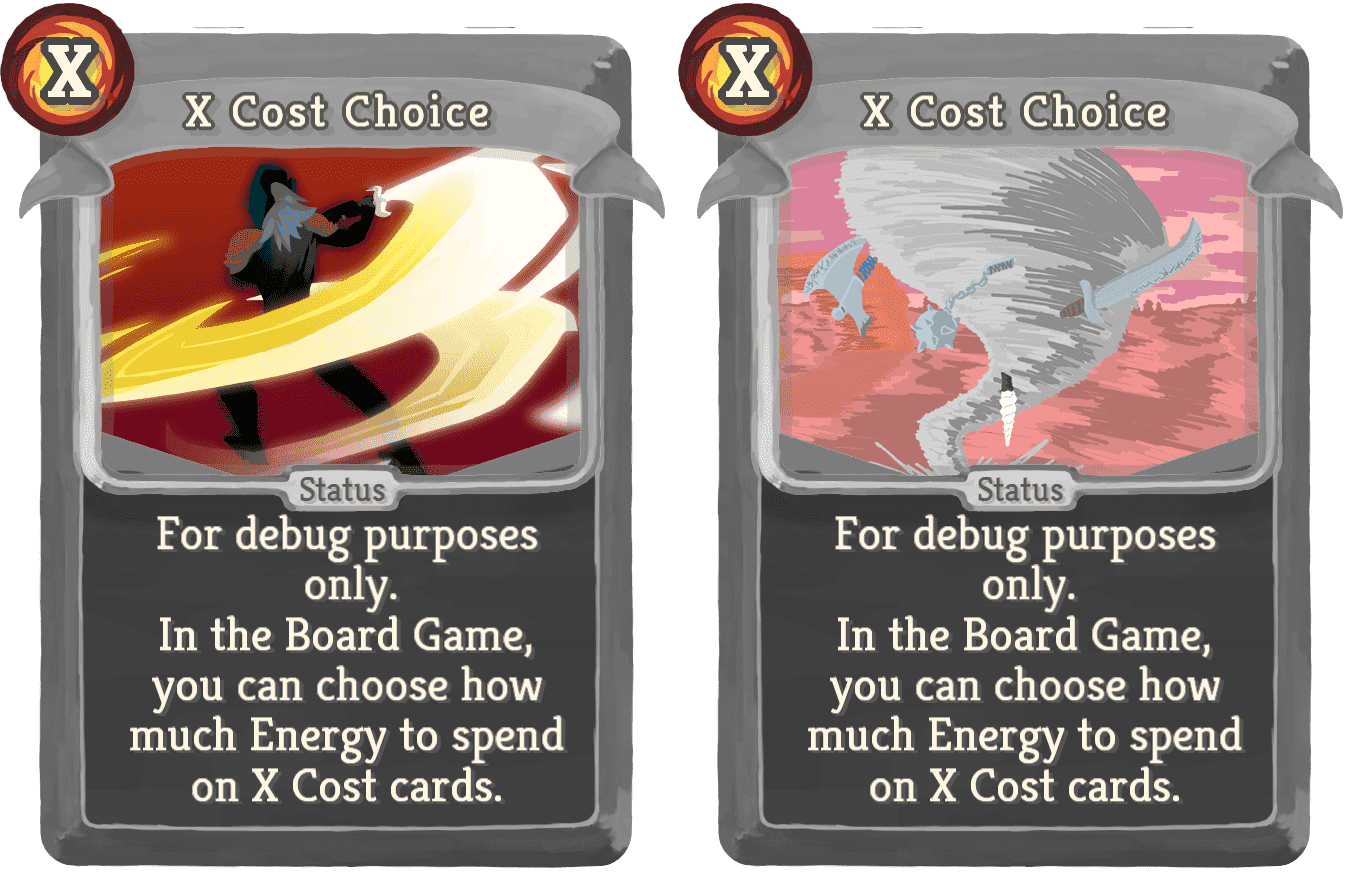 X
X Cost Choice
Status
For debug purposes
only.
In the Board Game,
you can choose how
much Energy to spend
on X Cost cards.
X
X Cost Choice
Status
For debug purposes
only.
In the Board Game,
you can choose how
much Energy to spend
on X Cost cards.